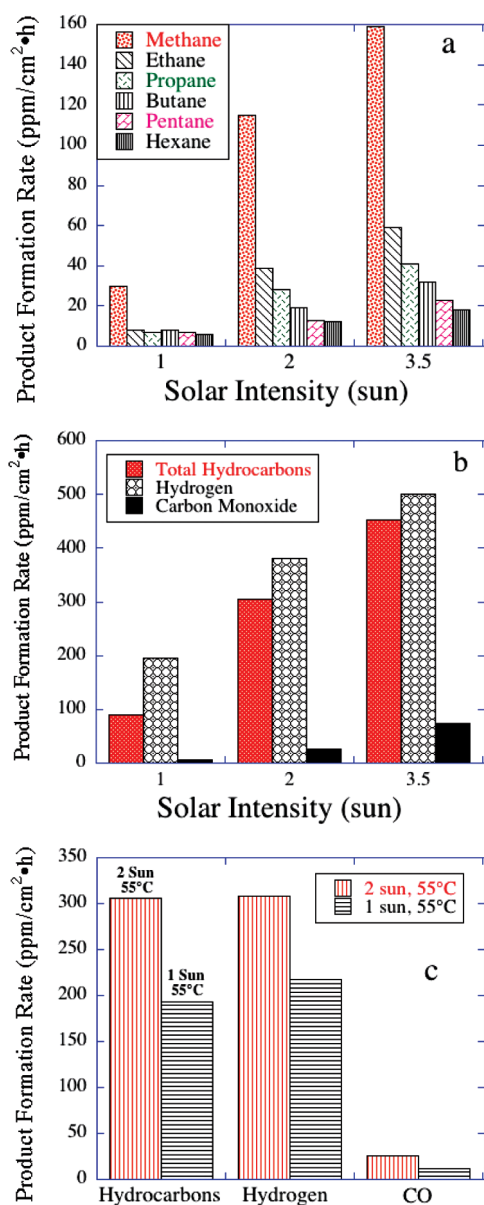 Product Formation Rate (ppm/cm²•h)
160
120
160
80
40
20
0
a
Methane
Ethane
Propane
Butane
Pentane
Hexane
1
2
3.5
Solar Intensity (sun)
Product Formation Rate (ppm/cm²•h)
600
500
400
300
200
100
0
b
Total Hydrocarbons
Hydrogen
Carbon Monoxide
1
2
3.5
Solar Intensity (sun)
Product Formation Rate (ppm/cm²•h)
350
300
250
200
150
100
50
0
2 Sun
55°C
1 Sun
55°C
2 sun, 55°C
1 sun, 55°C
c
Hydrocarbons
Hydrogen
CO